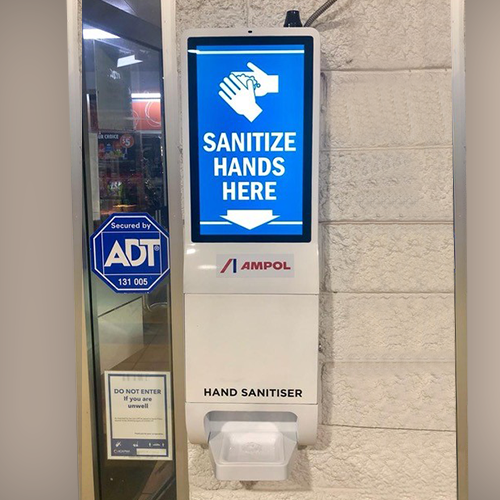 SANITIZE
HANDS
HERE
AMPOL
HAND SANITISER
Secured by
ADT
131 005
DO NOT ENTER
If you are
unwell